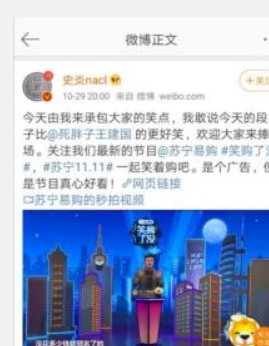 微博正文
史炎nacl
+关
10-29 20:00 来自 微博 weibo.com
今天由我来承包大家的笑点，我敢说今天的段
子比@死胖子王建国 的更好笑，欢迎大家来捧
场。关注我们最新的节目@苏宁易购 #笑购了没
#，#苏宁11.11# 一起笑着购吧。是个广告，但
是节目真心好看！网页链接
苏宁易购的秒拍视频
笑购
了没